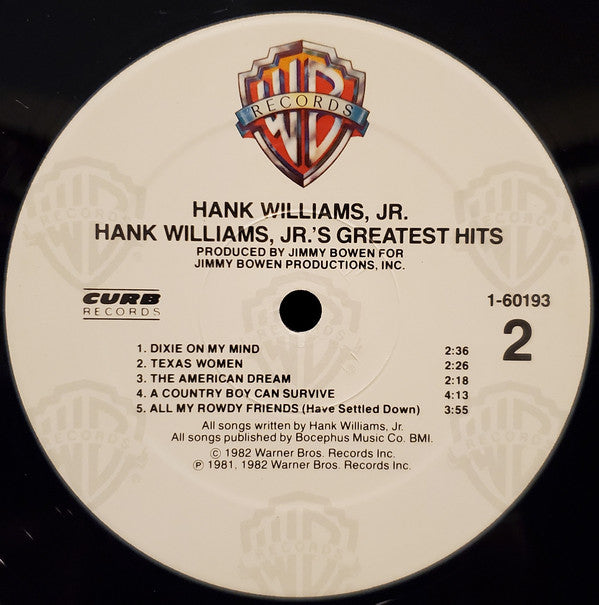 WB
RECORDS
HANK WILLIAMS, JR.
HANK WILLIAMS, JR.'S GREATEST HITS
PRODUCED BY JIMMY BOWEN FOR
JIMMY BOWEN PRODUCTIONS, INC.
CURB
RECORDS
1-60193
2
1. DIXIE ON MY MIND 2:36
2. TEXAS WOMEN 2:26
3. THE AMERICAN DREAM 2:18
4. A COUNTRY BOY CAN SURVIVE 4:13
5. ALL MY ROWDY FRIENDS (Have Settled Down) 3:55
All songs written by Hank Williams, Jr.
All songs published by Bocephus Music Co. BMI.
© 1982 Warner Bros. Records Inc.
℗ 1981, 1982 Warner Bros. Records Inc.